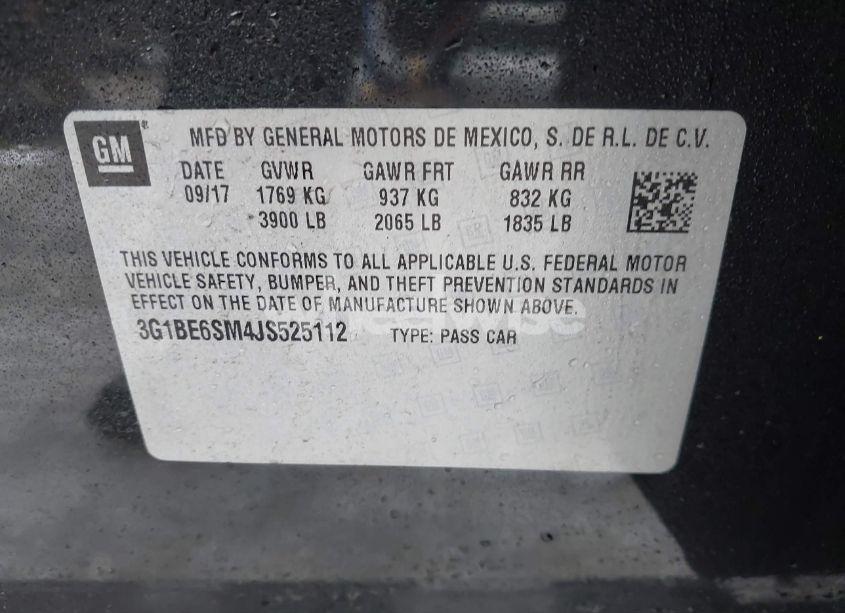 GM
MFD BY GENERAL MOTORS DE MEXICO, S. DE R.L. DE C.V.
DATE GVWR GAWR FRT GAWR RR
09/17 1769 KG 937 KG 832 KG
3900 LB 2065 LB 1835 LB
THIS VEHICLE CONFORMS TO ALL APPLICABLE U.S. FEDERAL MOTOR
VEHICLE SAFETY, BUMPER, AND THEFT PREVENTION STANDARDS IN
EFFECT ON THE DATE OF MANUFACTURE SHOWN ABOVE.
3G1BE6SM4JS525112 TYPE: PASS CAR